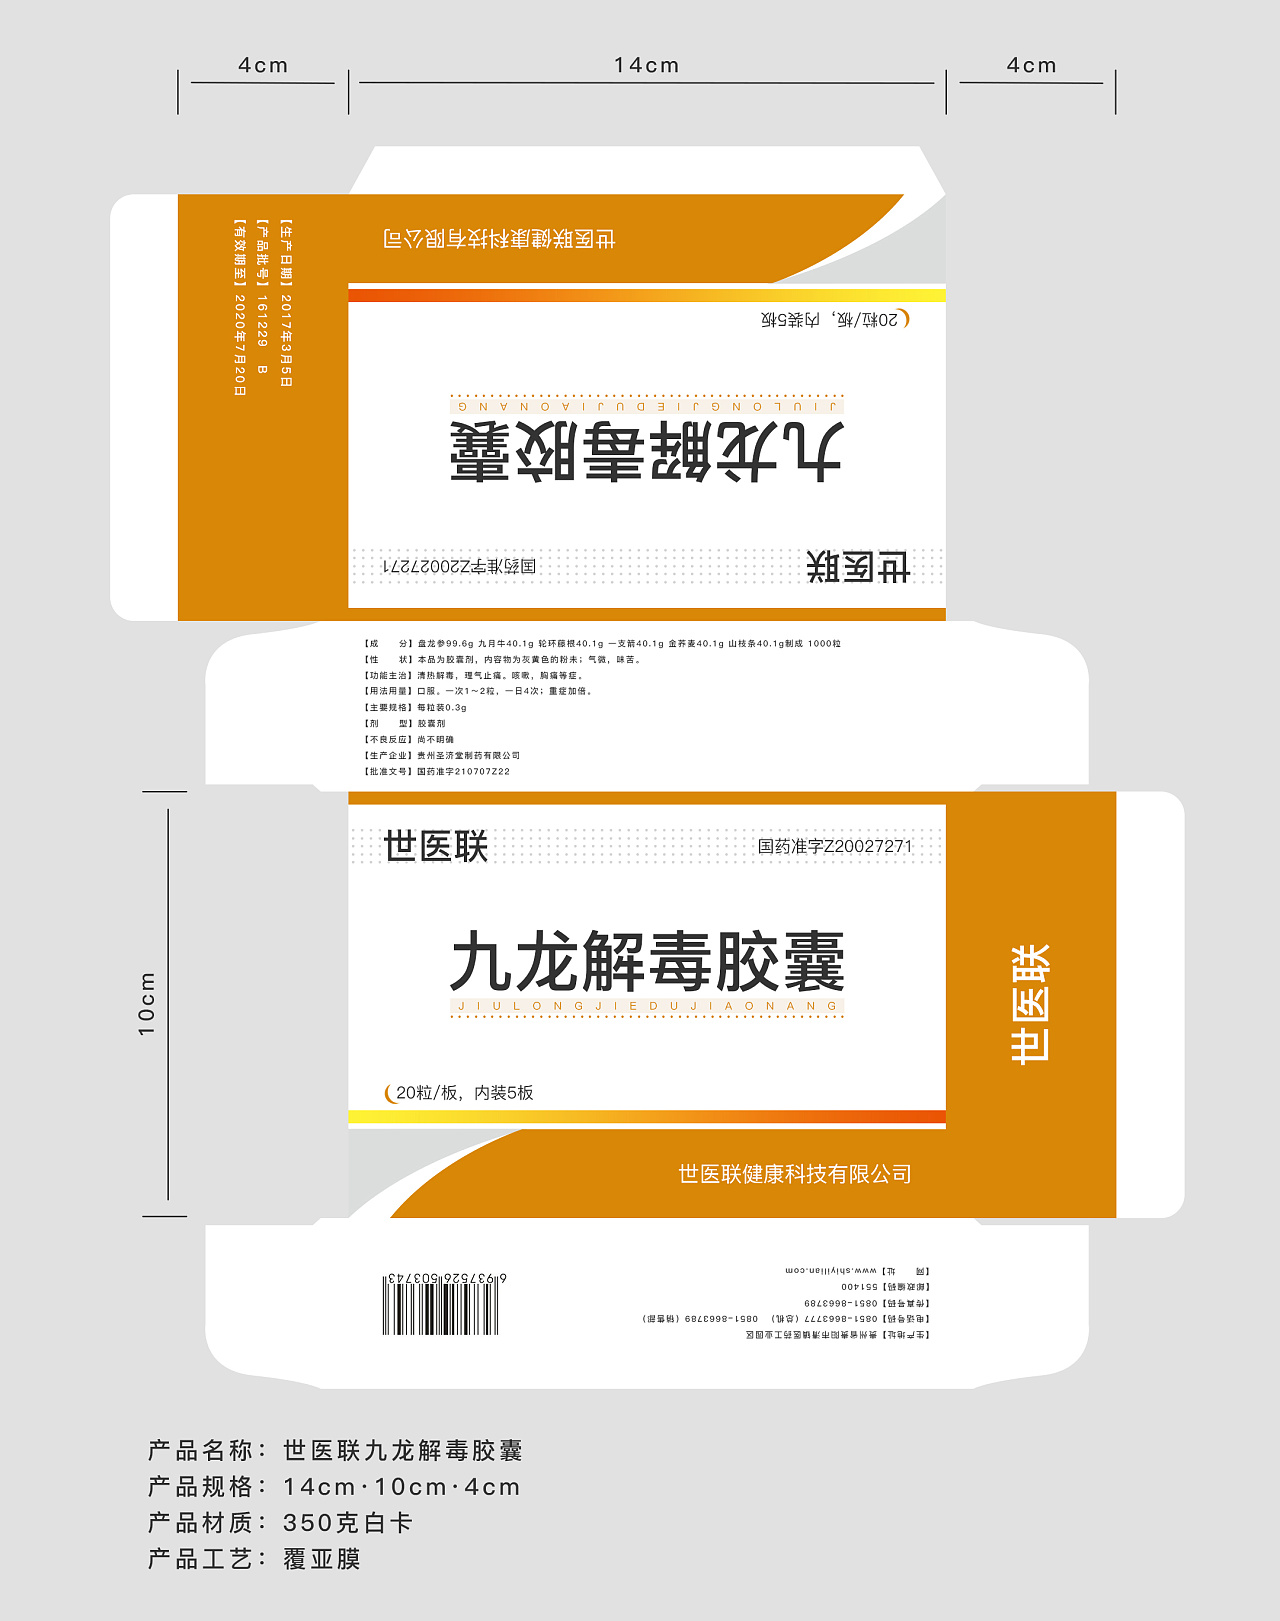 4cm
14cm
4cm
【生产日期】2017年3月5日
【产品批号】161229 B
【有效期至】2020年7月20日
世医联健康科技有限公司
20粒/板，内装5板
JIULONGJIEDUJIAONANG
九龙解毒胶囊
国药准字Z20027271
世医联
【成 分】盘龙参99.6g 九月牛40.1g 轮环藤根40.1g 一支箭40.1g 金荞麦40.1g 山枝条40.1g制成 1000粒
【性 状】本品为胶囊剂，内容物为灰黄色的粉未；气微，味苦。
【功能主治】清热解毒，理气止痛。咳嗽，胸痛等症。
【用法用量】口服。一次1～2粒，一日4次；重症加倍。
【主要规格】每粒装0.3g
【剂 型】胶囊剂
【不良反应】尚不明确
【生产企业】贵州圣济堂制药有限公司
【批准文号】国药准字210707Z22
10cm
世医联
国药准字Z20027271
九龙解毒胶囊
JIULONGJIEDUJIAONANG
20粒/板，内装5板
世医联健康科技有限公司
世医联
6937526503743
【生产地址】贵州省贵阳市清镇医药工业园区
【电话号码】0851-8663777（总机） 0851-8663789（销售部）
【传真号码】0851-8663789
【邮政编码】551400
【网 址】www.shiyilian.com
产品名称：世医联九龙解毒胶囊
产品规格：14cm·10cm·4cm
产品材质：350克白卡
产品工艺：覆亚膜